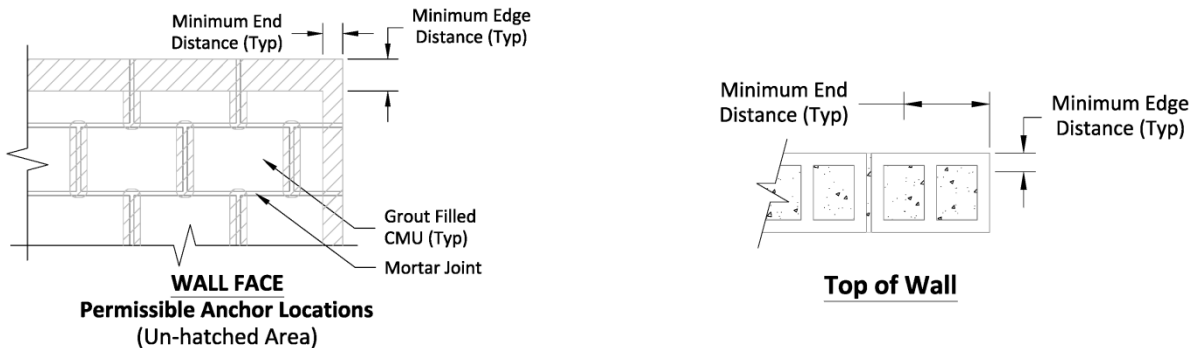 Minimum End
Distance (Typ)
Minimum Edge
Distance (Typ)
Grout Filled
CMU (Typ)
Mortar Joint
WALL FACE
Permissible Anchor Locations
(Un-hatched Area)
Minimum End
Distance (Typ)
Minimum Edge
Distance (Typ)
Top of Wall